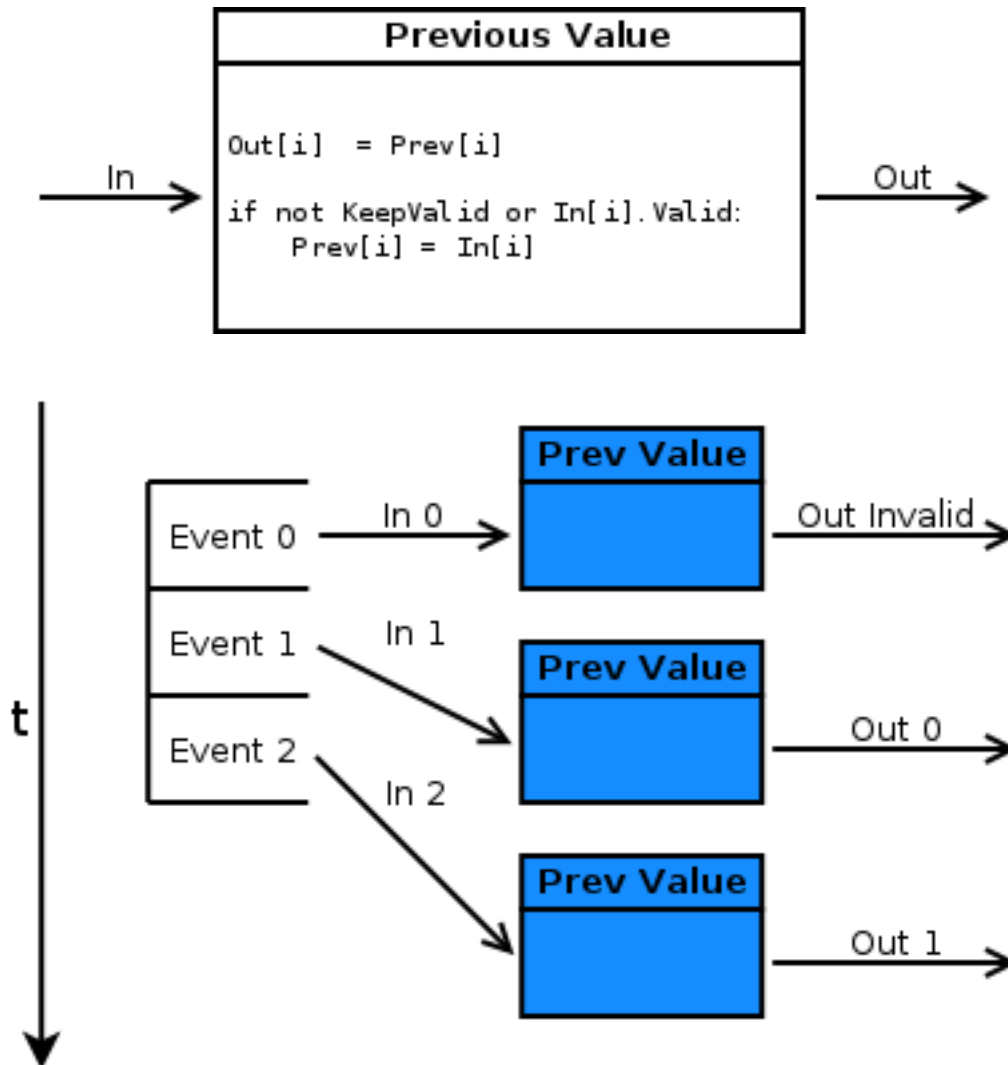 Previous Value
Out[i]  = Prev[i]
In
Out
if not KeepValid or In[i].Valid:
    Prev[i] = In[i]
Prev Value
Event 0
In 0
Out Invalid
Event 1
In 1
Prev Value
t
Event 2
Out 0
In 2
Prev Value
Out 1